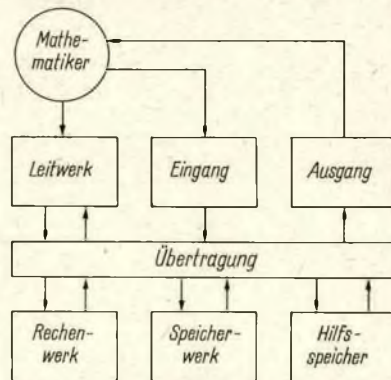 Mathe-
matiker
Leitwerk
Eingang
Ausgang
Übertragung
Rechen-
werk
Speicher-
werk
Hilfs-
speicher